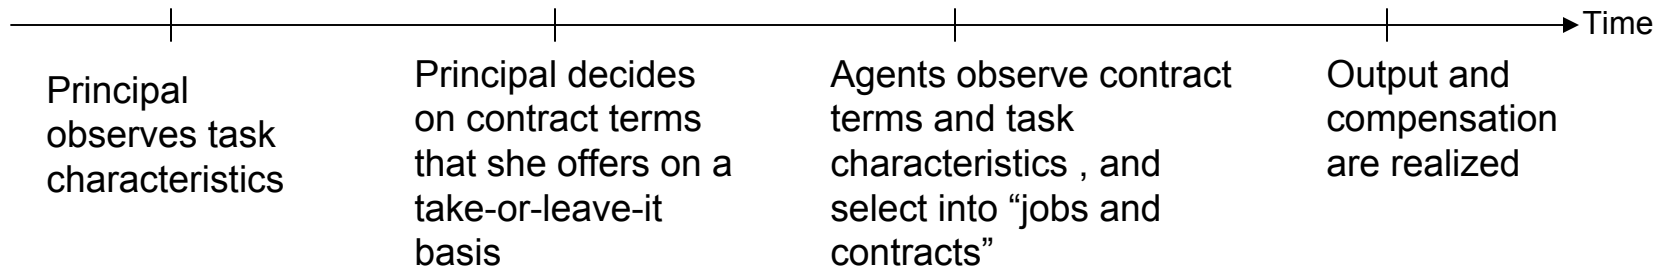 Time
Principal
observes task
characteristics
Principal decides
on contract terms
that she offers on a
take-or-leave-it
basis
Agents observe contract
terms and task
characteristics , and
select into “jobs and
contracts”
Output and
compensation
are realized